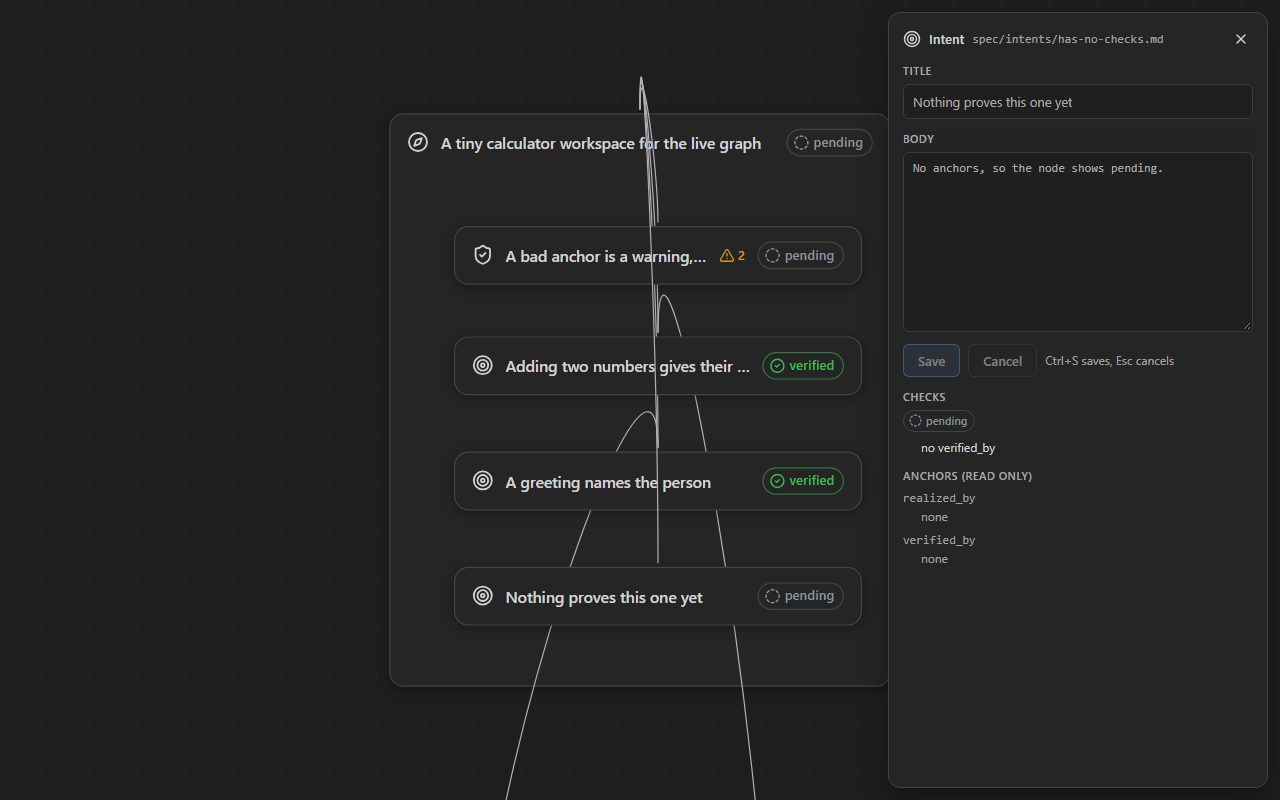 A tiny calculator workspace for the live graph
pending
A bad anchor is a warning,...
2
pending
Adding two numbers gives their ...
verified
A greeting names the person
verified
Nothing proves this one yet
pending
Intent spec/intents/has-no-checks.md
TITLE
Nothing proves this one yet
BODY
No anchors, so the node shows pending.
Save Cancel Ctrl+S saves, Esc cancels
CHECKS
pending
no verified_by
ANCHORS (READ ONLY)
realized_by
none
verified_by
none